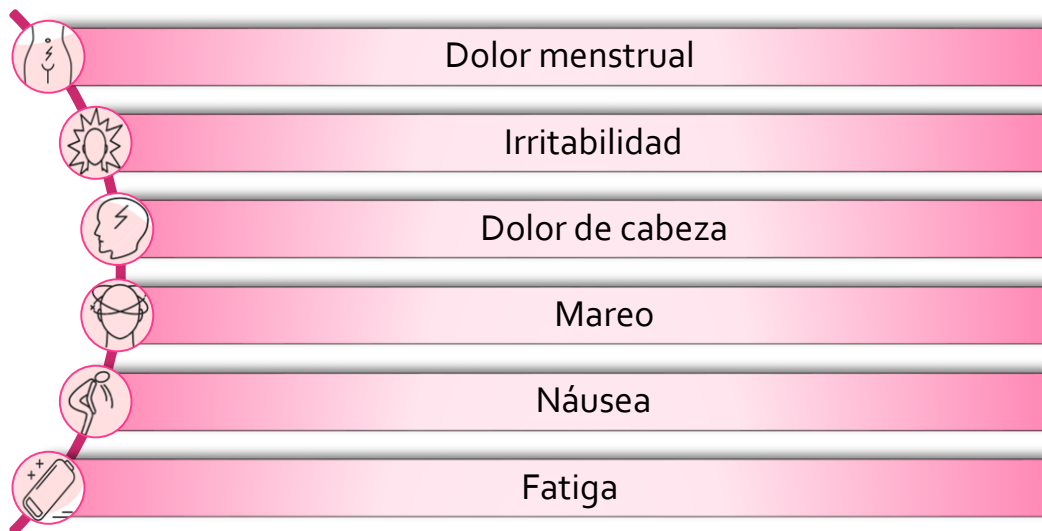 Dolor menstrual
Irritabilidad
Dolor de cabeza
Mareo
Náusea
Fatiga